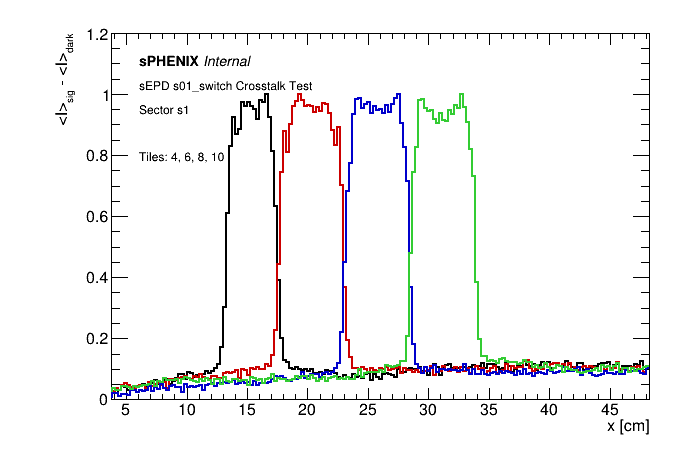 1.2
1
0.8
0.6
0.4
0.2
0
<I>sig - <I>dark
sPHENIX Internal
sEPD s01_switch Crosstalk Test
Sector s1
Tiles: 4, 6, 8, 10
5 10 15 20 25 30 35 40 45
x [cm]